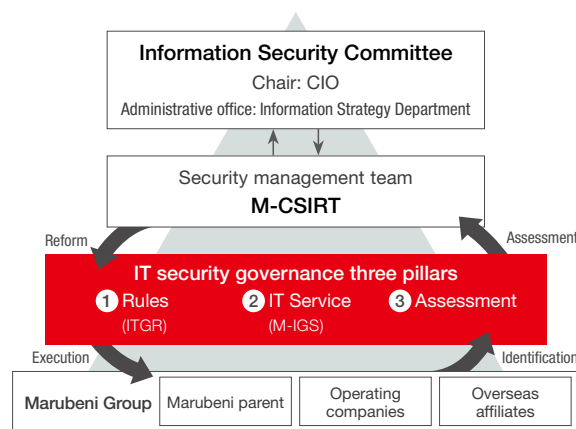 Information Security Committee
Chair: CIO
Administrative office: Information Strategy Department
Security management team
M-CSIRT
Reform
Assessment
IT security governance three pillars
1 Rules
(ITGR)
2 IT Service
(M-IGS)
3 Assessment
Execution
Identification
Marubeni Group
Marubeni parent
Operating
companies
Overseas
affiliates